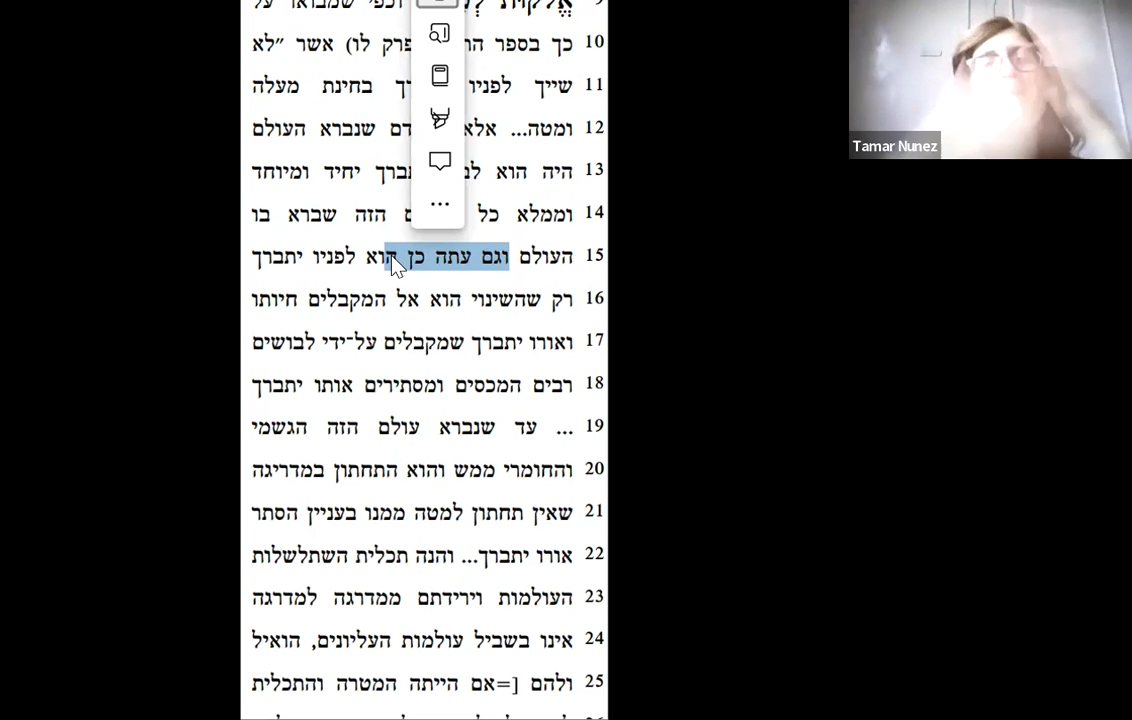 9
וכפי שמבואר על
10 כך בספר פרק לו) אשר "לא
11 שייך לפניו בחינת מעלה
12 ומטה... אלא שנברא העולם
13 היה הוא יחיד ומיוחד
14 וממלא כל הזה שברא בו
15 העולם וגם עתה כן הוא לפניו יתברך
16 רק שהשינוי הוא אל המקבלים חיותו
17 ואורו יתברך שמקבלים על־ידי לבושים
18 רבים המכסים ומסתירים אותו יתברך
19 ... עד שנברא עולם הזה הגשמי
20 והחומרי ממש והוא התחתון במדריגה
21 שאין תחתון למטה ממנו בעניין הסתר
22 אורו יתברך... והנה תכלית השתלשלות
23 העולמות וירידתם ממדרגה למדרגה
24 אינו בשביל עולמות העליונים, הואיל
25 ולהם [=אם הייתה המטרה והתכלית
Tamar Nunez